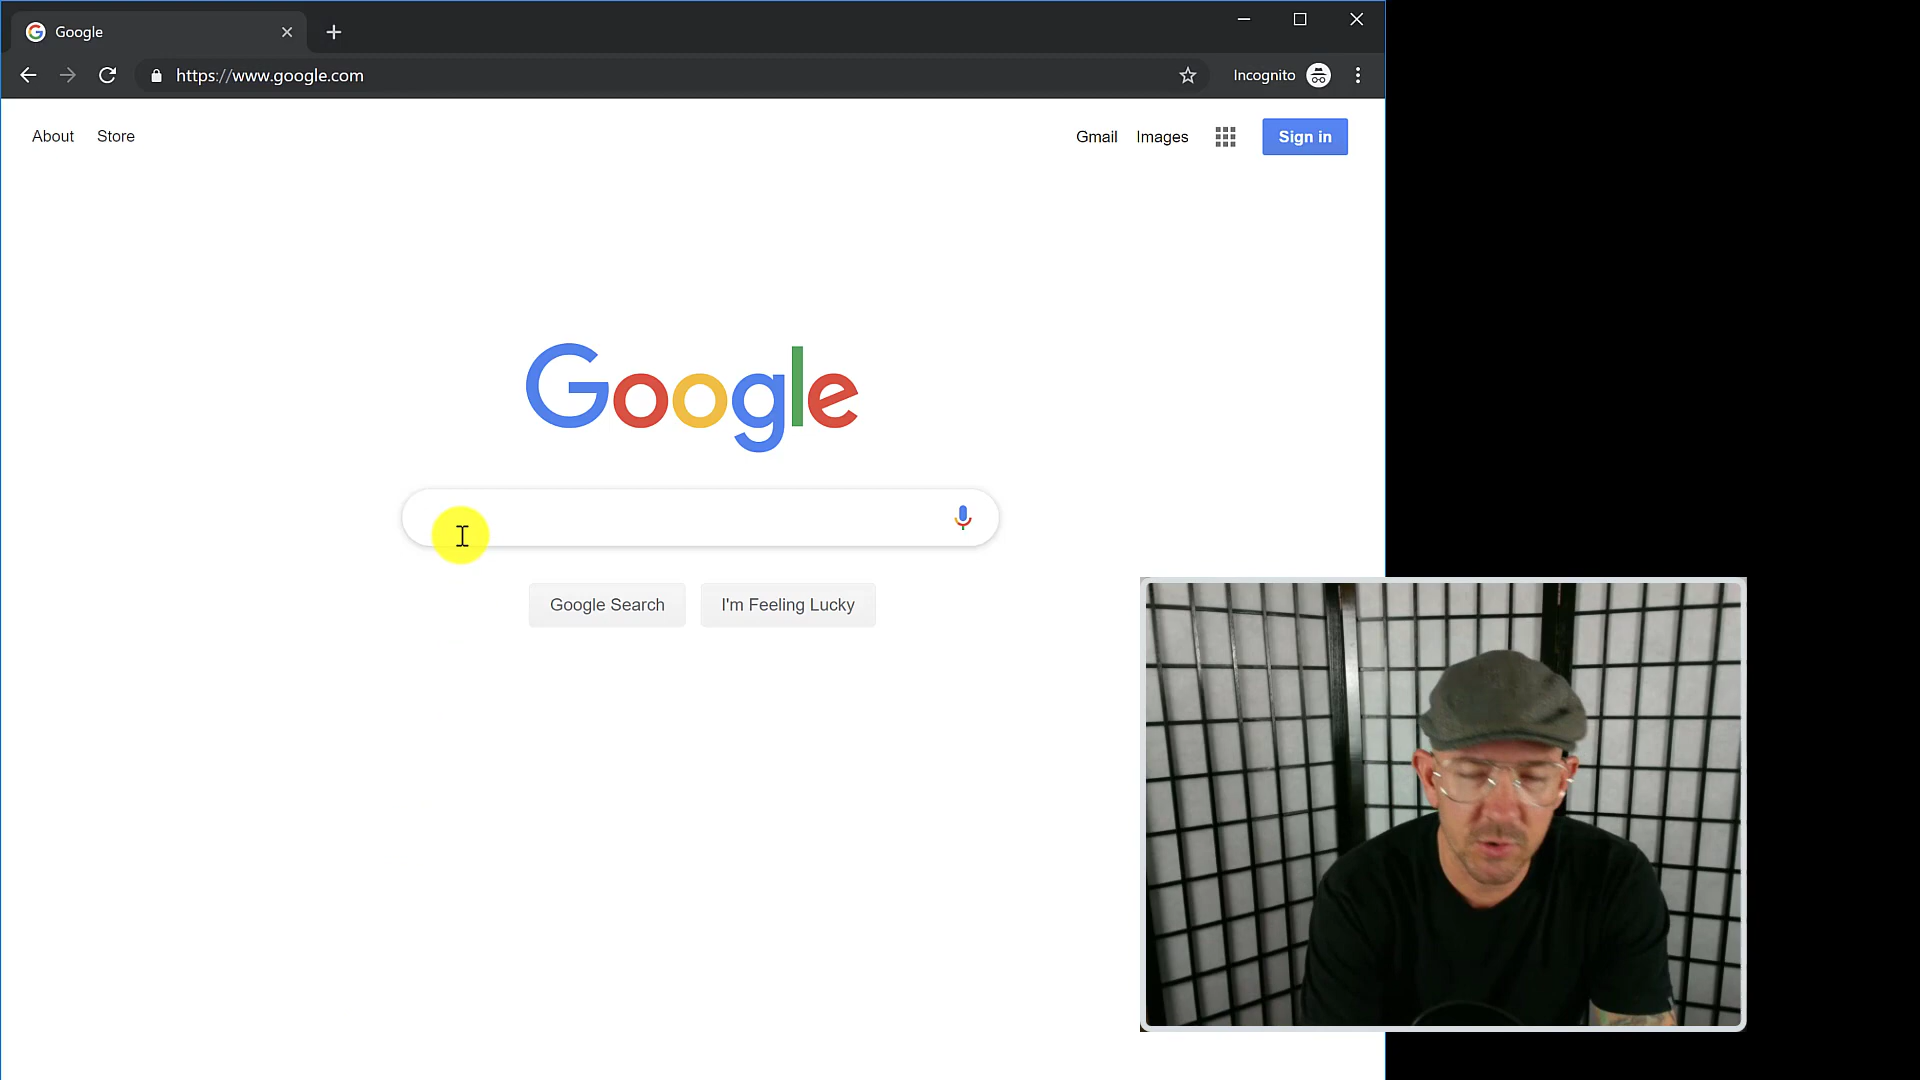 Google
https://www.google.com
Incognito
About Store
Gmail Images Sign in
Google
Google Search I'm Feeling Lucky